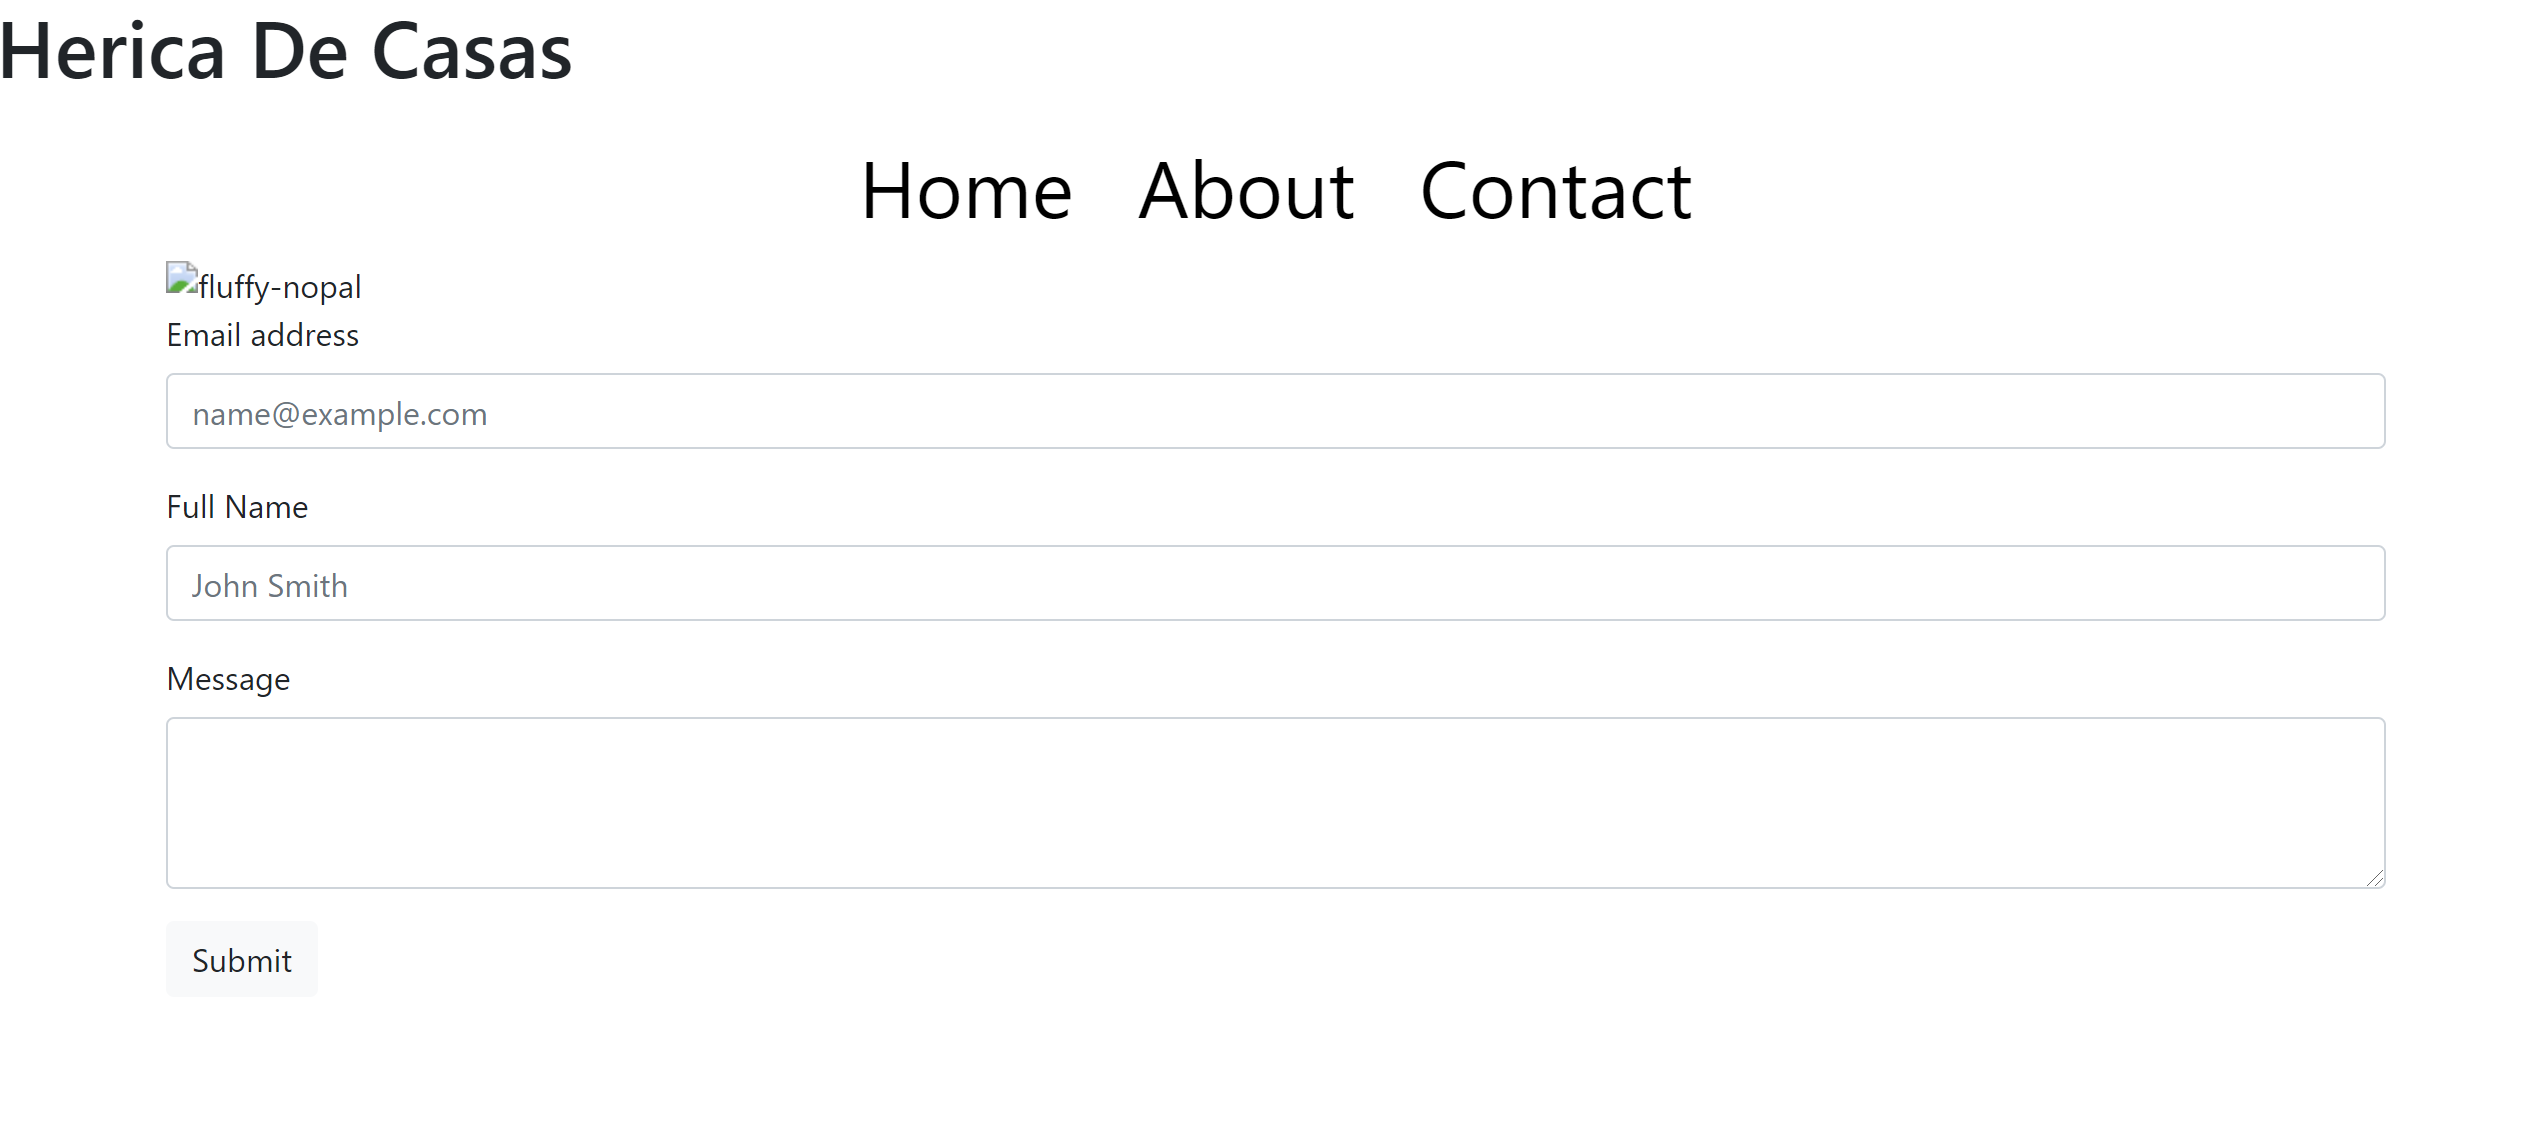 Herica De Casas
Home About Contact
fluffy-nopal
Email address
name@example.com
Full Name
John Smith
Message
Submit